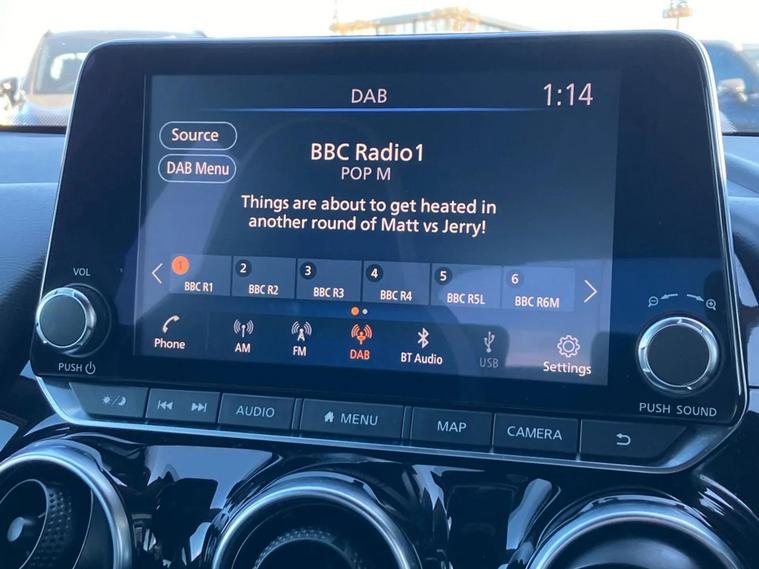 DAB
1:14
Source
DAB Menu
BBC Radio1
POP M
Things are about to get heated in
another round of Matt vs Jerry!
1 2 3 4 5 6
BBC R1 BBC R2 BBC R3 BBC R4 BBC R5L BBC R6M
Phone AM FM DAB BT Audio USB Settings
VOL
PUSH
PUSH SOUND
AUDIO MENU MAP CAMERA